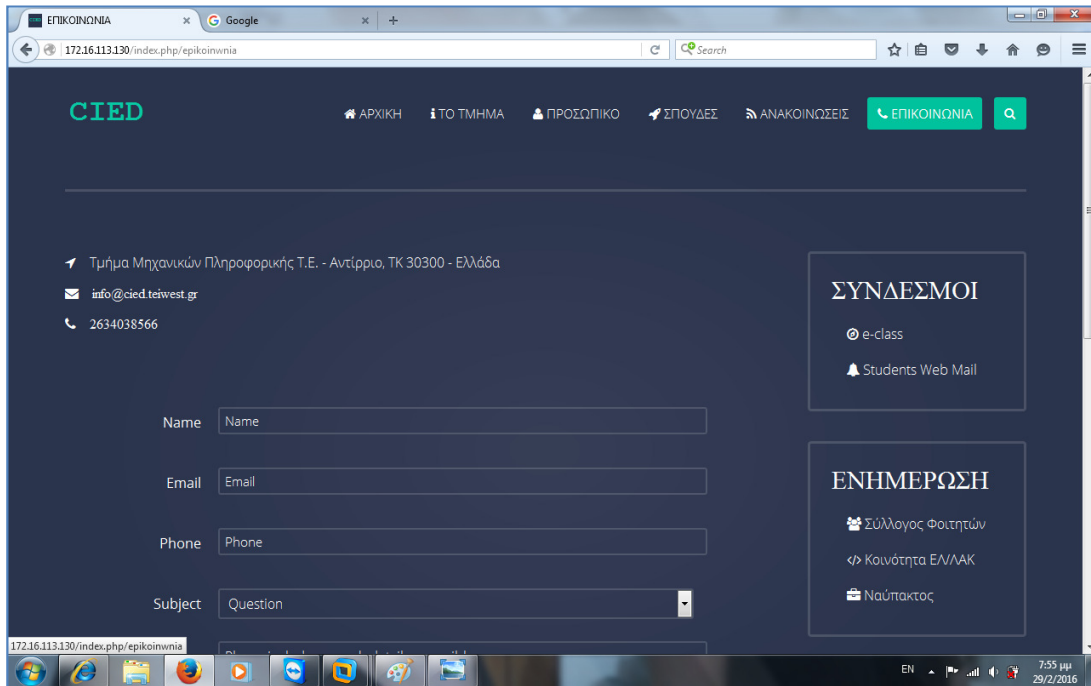 ΕΠΙΚΟΙΝΩΝΙΑ
Google
172.16.113.130/index.php/epikoinwnia
Search
CIED
ΑΡΧΙΚΗ
ΤΟ ΤΜΗΜΑ
ΠΡΟΣΩΠΙΚΟ
ΣΠΟΥΔΕΣ
ΑΝΑΚΟΙΝΩΣΕΙΣ
ΕΠΙΚΟΙΝΩΝΙΑ
Τμήμα Μηχανικών Πληροφορικής Τ.Ε. - Αντίρριο, ΤΚ 30300 - Ελλάδα
info@cied.teiwest.gr
2634038566
ΣΥΝΔΕΣΜΟΙ
e-class
Students Web Mail
Name Name
Email Email
Phone Phone
Subject Question
ΕΝΗΜΕΡΩΣΗ
Σύλλογος Φοιτητών
Κοινότητα ΕΛ/ΛΑΚ
Ναύπακτος
172.16.113.130/index.php/epikoinwnia
EN
7:55 μμ
29/2/2016